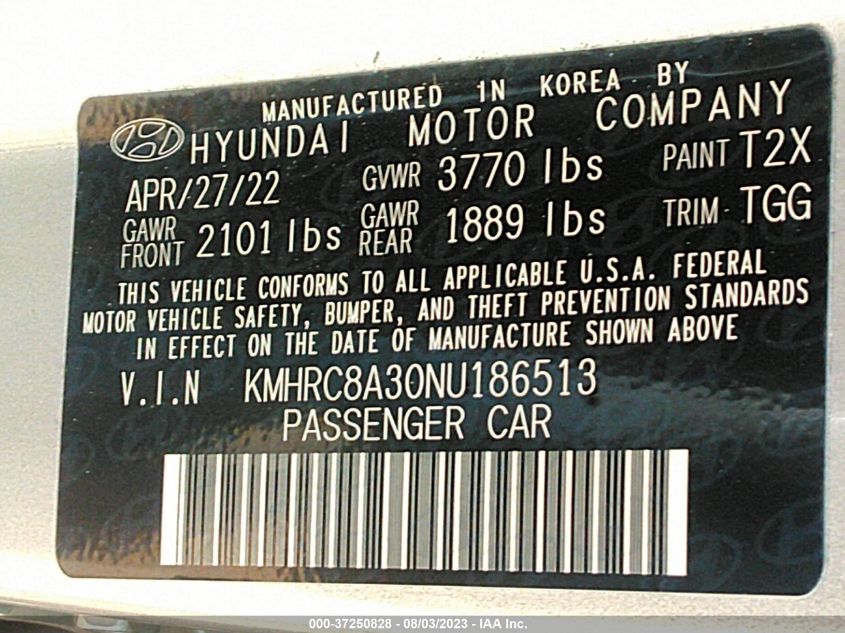 MANUFACTURED IN KOREA BY
HYUNDAI MOTOR COMPANY
APR/27/22 GVWR 3770 lbs PAINT T2X
GAWR FRONT 2101 lbs GAWR REAR 1889 lbs TRIM TGG
THIS VEHICLE CONFORMS TO ALL APPLICABLE U.S.A. FEDERAL
MOTOR VEHICLE SAFETY, BUMPER, AND THEFT PREVENTION STANDARDS
IN EFFECT ON THE DATE OF MANUFACTURE SHOWN ABOVE
V.I.N KMHRC8A30NU186513
PASSENGER CAR
000-37250828 - 08/03/2023 - IAA Inc.